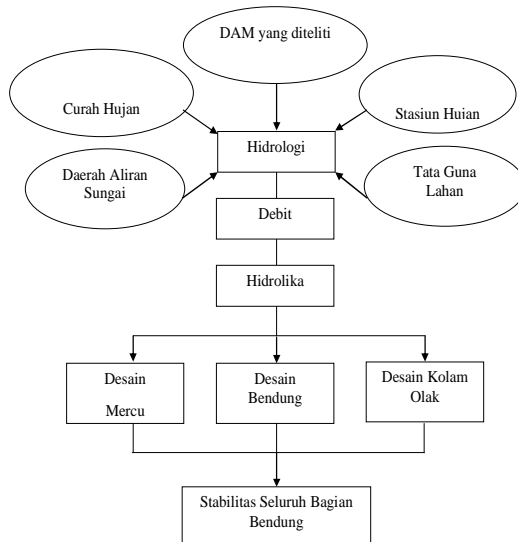 DAM yang diteliti
Curah Hujan
Stasiun Huian
Hidrologi
Daerah Aliran
Sungai
Tata Guna
Lahan
Debit
Hidrolika
Desain
Mercu
Desain
Bendung
Desain Kolam
Olak
Stabilitas Seluruh Bagian
Bendung